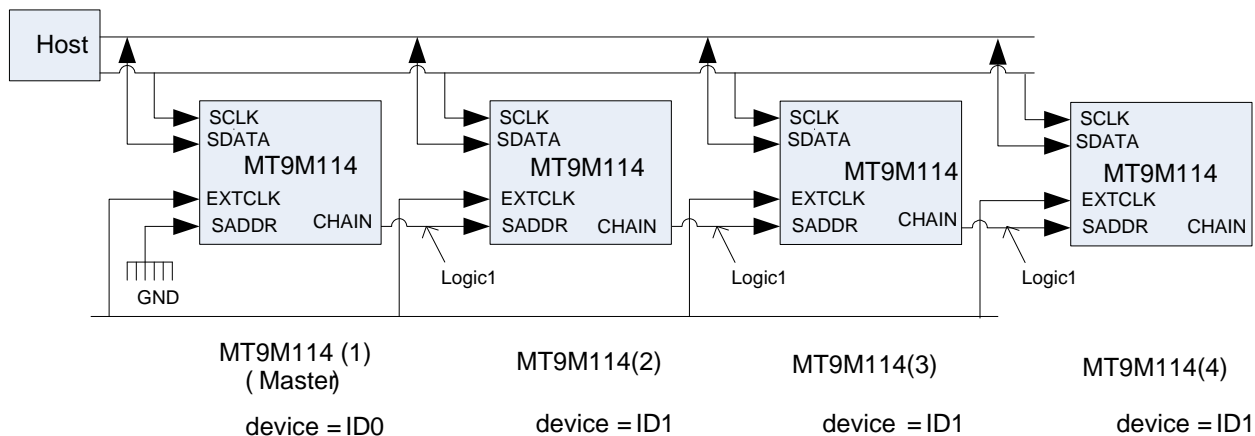 Host
SCLK
SDATA
MT9M114
EXTCLK
SADDR
CHAIN
GND
Logic1
SCLK
SDATA
MT9M114
EXTCLK
SADDR
CHAIN
Logic1
SCLK
SDATA
MT9M114
EXTCLK
SADDR
CHAIN
Logic1
SCLK
SDATA
MT9M114
EXTCLK
SADDR
CHAIN
MT9M114 (1)
( Master)
device = ID0
MT9M114(2)
device = ID1
MT9M114(3)
device = ID1
MT9M114(4)
device = ID1